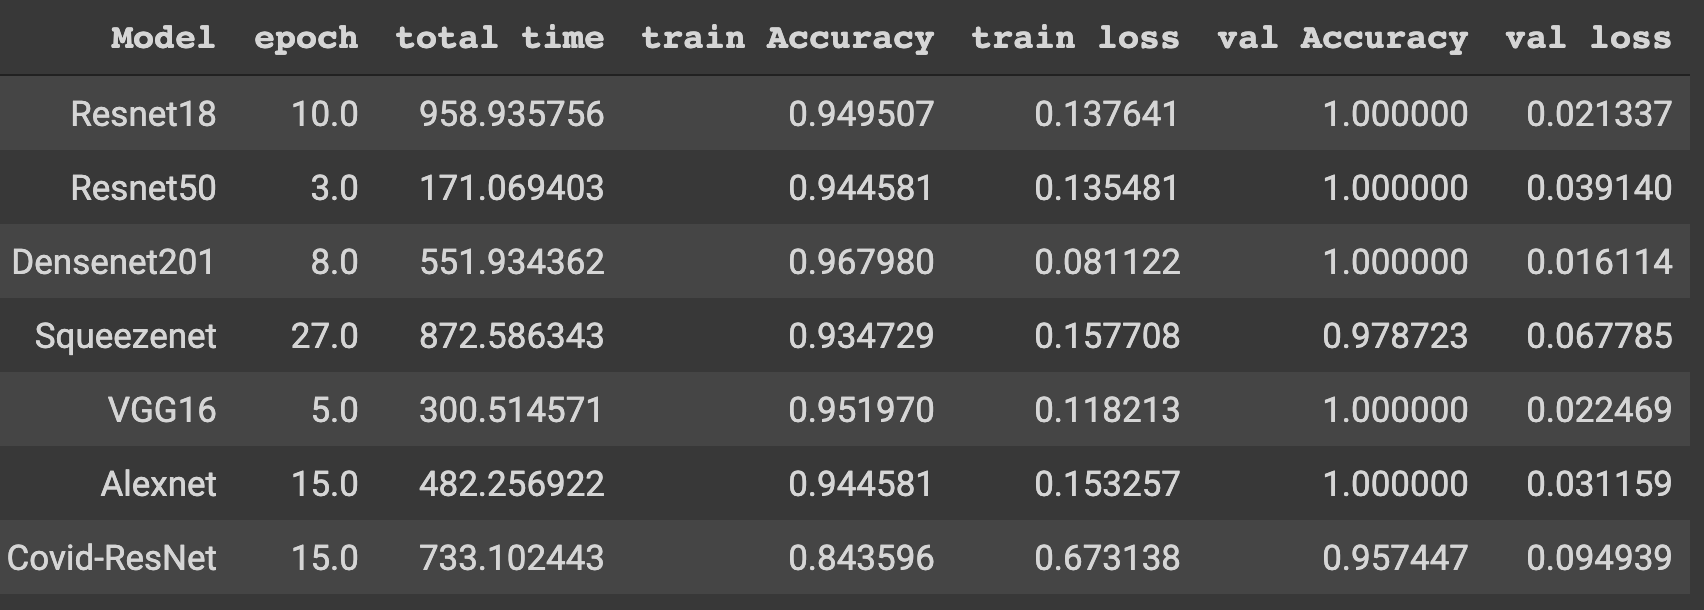 Model epoch total time train Accuracy train loss val Accuracy val loss
Resnet18 10.0 958.935756 0.949507 0.137641 1.000000 0.021337
Resnet50 3.0 171.069403 0.944581 0.135481 1.000000 0.039140
Densenet201 8.0 551.934362 0.967980 0.081122 1.000000 0.016114
Squeezenet 27.0 872.586343 0.934729 0.157708 0.978723 0.067785
VGG16 5.0 300.514571 0.951970 0.118213 1.000000 0.022469
Alexnet 15.0 482.256922 0.944581 0.153257 1.000000 0.031159
Covid-ResNet 15.0 733.102443 0.843596 0.673138 0.957447 0.094939